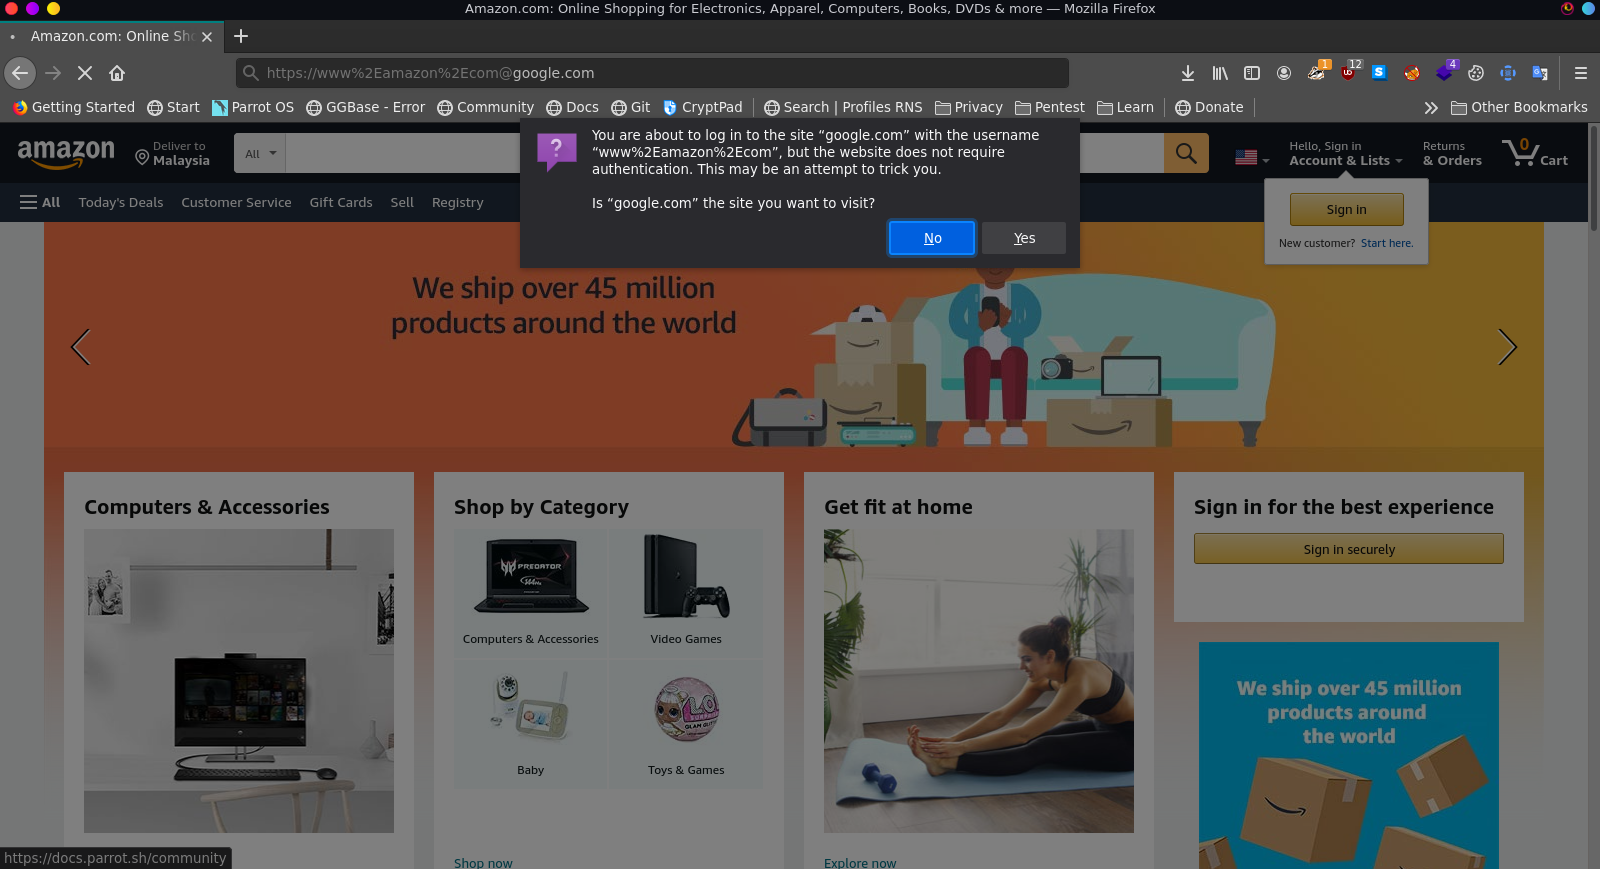 Amazon.com: Online Shopping for Electronics, Apparel, Computers, Books, DVDs & more — Mozilla Firefox
Amazon.com: Online Sho
https://www%2Eamazon%2Ecom@google.com
1
12
4
Getting Started
Start
Parrot OS
GGBase - Error
Community
Docs
Git
CryptPad
Search | Profiles RNS
Privacy
Pentest
Learn
Donate
Other Bookmarks
You are about to log in to the site “google.com” with the username
“www%2Eamazon%2Ecom”, but the website does not require
authentication. This may be an attempt to trick you.
Is “google.com” the site you want to visit?
No
Yes
amazon
Deliver to
Malaysia
All
Hello, Sign in
Account & Lists
Returns
& Orders
0
Cart
All
Today's Deals
Customer Service
Gift Cards
Sell
Registry
Sign in
New customer? Start here.
We ship over 45 million
products around the world
Computers & Accessories
Shop by Category
PREDATOR
Computers & Accessories
Video Games
Baby
Toys & Games
Shop now
Get fit at home
Explore now
Sign in for the best experience
Sign in securely
We ship over 45 million
products around
the world
https://docs.parrot.sh/community